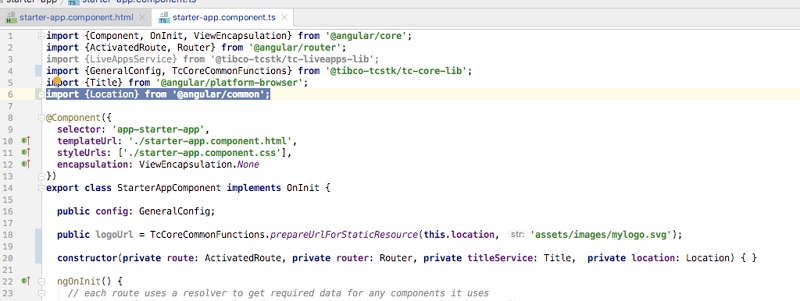 starter-app
starter-app.component.ts
starter-app.component.html
starter-app.component.ts
1 import {Component, OnInit, ViewEncapsulation} from '@angular/core';
2 import {ActivatedRoute, Router} from '@angular/router';
3 import {LiveAppsService} from '@tibco-tcstk/tc-liveapps-lib';
4 import {GeneralConfig, TcCoreCommonFunctions} from '@tibco-tcstk/tc-core-lib';
5 import {Title} from '@angular/platform-browser';
6 import {Location} from '@angular/common';
7
8 @Component({
9 selector: 'app-starter-app',
10 templateUrl: './starter-app.component.html',
11 styleUrls: ['./starter-app.component.css'],
12 encapsulation: ViewEncapsulation.None
13 })
14 export class StarterAppComponent implements OnInit {
15
16 public config: GeneralConfig;
17
18 public logoUrl = TcCoreCommonFunctions.prepareUrlForStaticResource(this.location, str: 'assets/images/mylogo.svg');
19
20 constructor(private route: ActivatedRoute, private router: Router, private titleService: Title, private location: Location) { }
21
22 ngOnInit() {
23 // each route uses a resolver to get required data for any components it uses